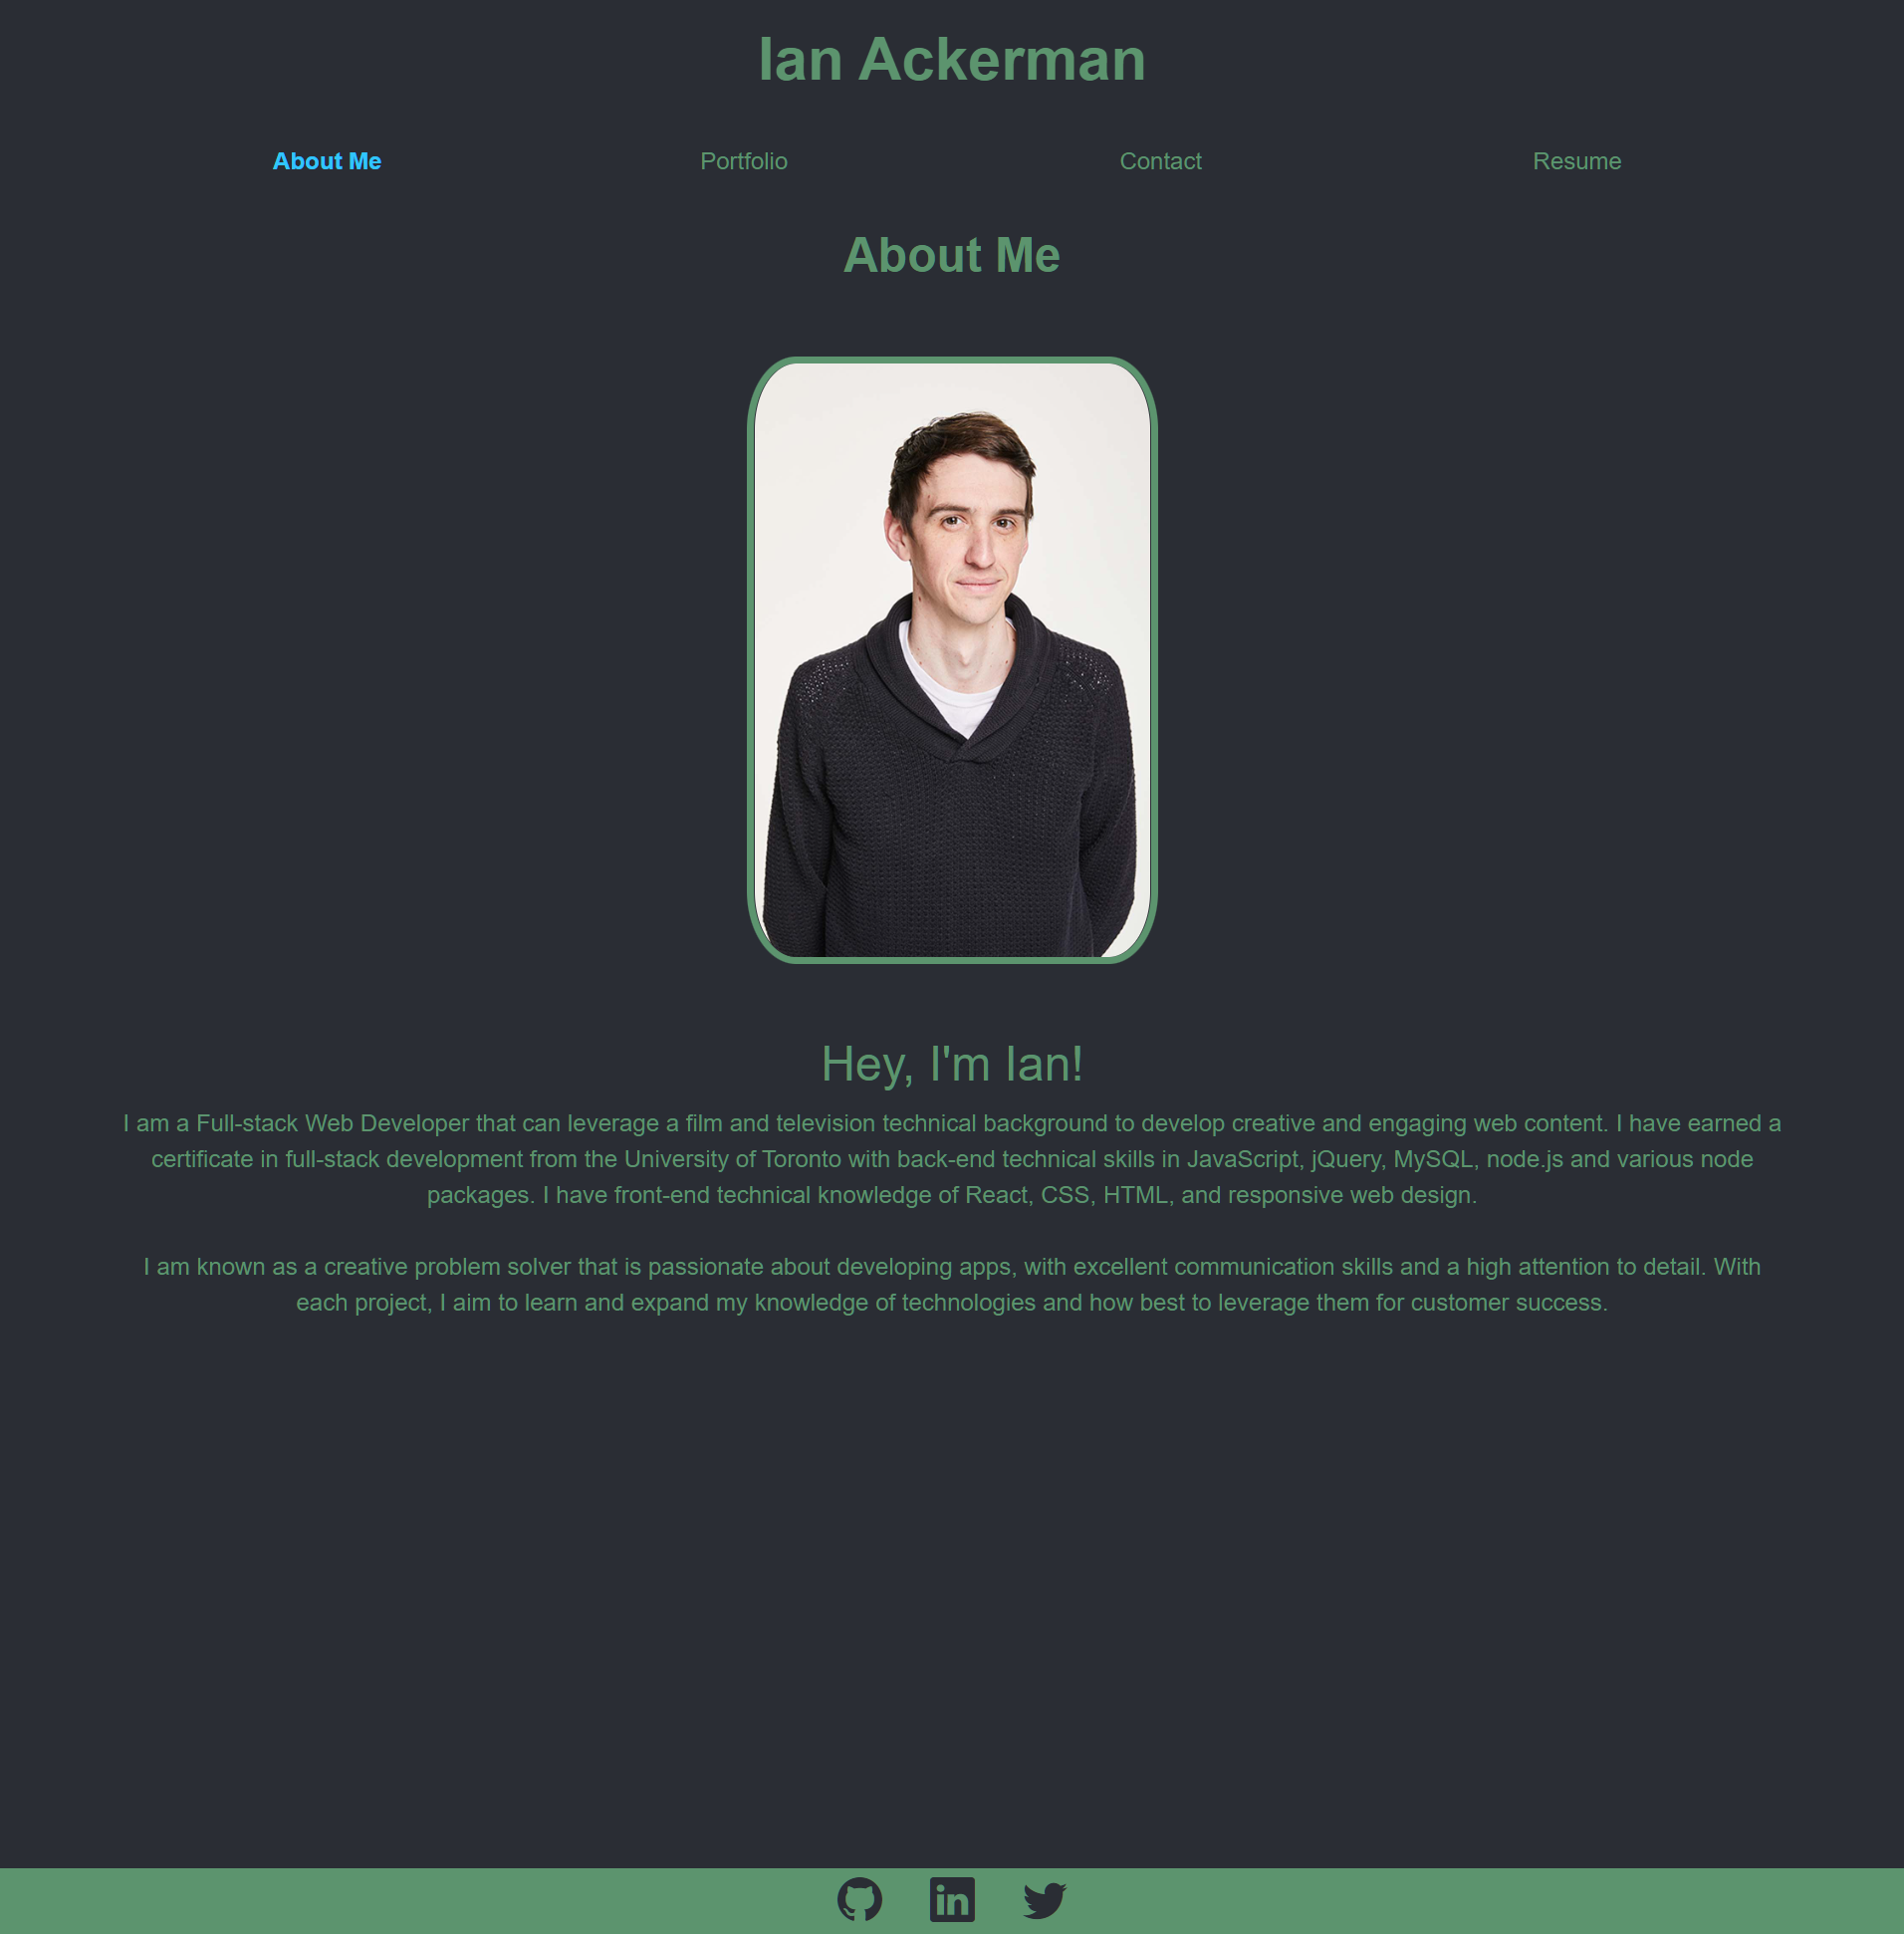 Ian Ackerman
About Me
Portfolio
Contact
Resume
About Me
Hey, I'm Ian!
I am a Full-stack Web Developer that can leverage a film and television technical background to develop creative and engaging web content. I have earned a
certificate in full-stack development from the University of Toronto with back-end technical skills in JavaScript, jQuery, MySQL, node.js and various node
packages. I have front-end technical knowledge of React, CSS, HTML, and responsive web design.
I am known as a creative problem solver that is passionate about developing apps, with excellent communication skills and a high attention to detail. With
each project, I aim to learn and expand my knowledge of technologies and how best to leverage them for customer success.
in